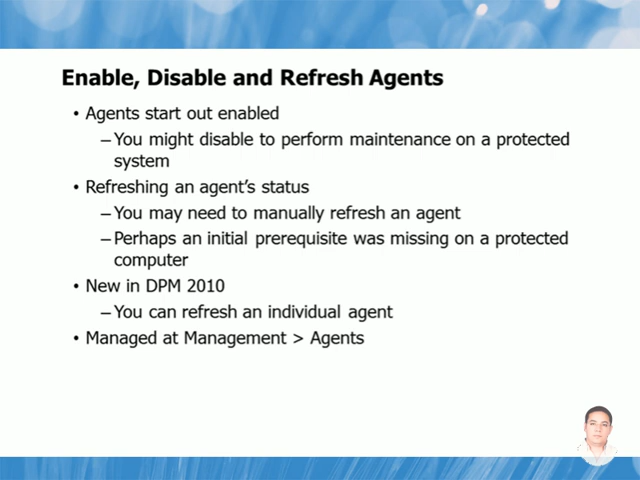 Enable, Disable and Refresh Agents
• Agents start out enabled
– You might disable to perform maintenance on a protected
system
• Refreshing an agent's status
– You may need to manually refresh an agent
– Perhaps an initial prerequisite was missing on a protected
computer
• New in DPM 2010
– You can refresh an individual agent
• Managed at Management > Agents